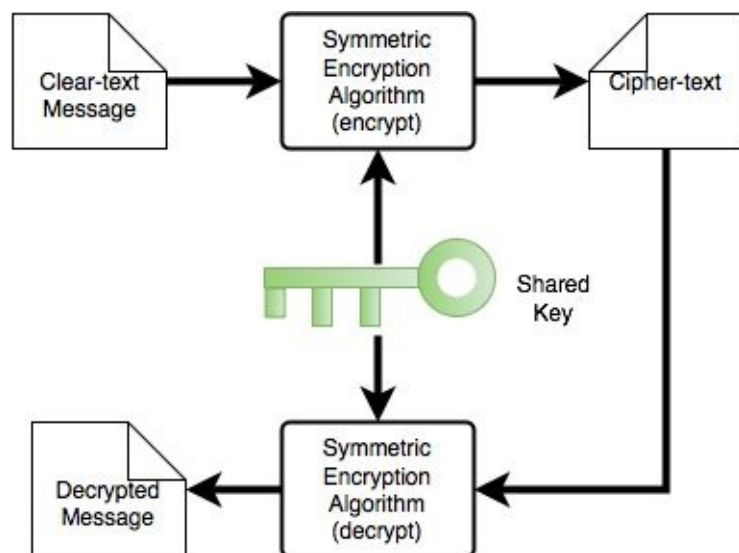 Clear-text
Message
Symmetric
Encryption
Algorithm
(encrypt)
Cipher-text
Shared
Key
Decrypted
Message
Symmetric
Encryption
Algorithm
(decrypt)